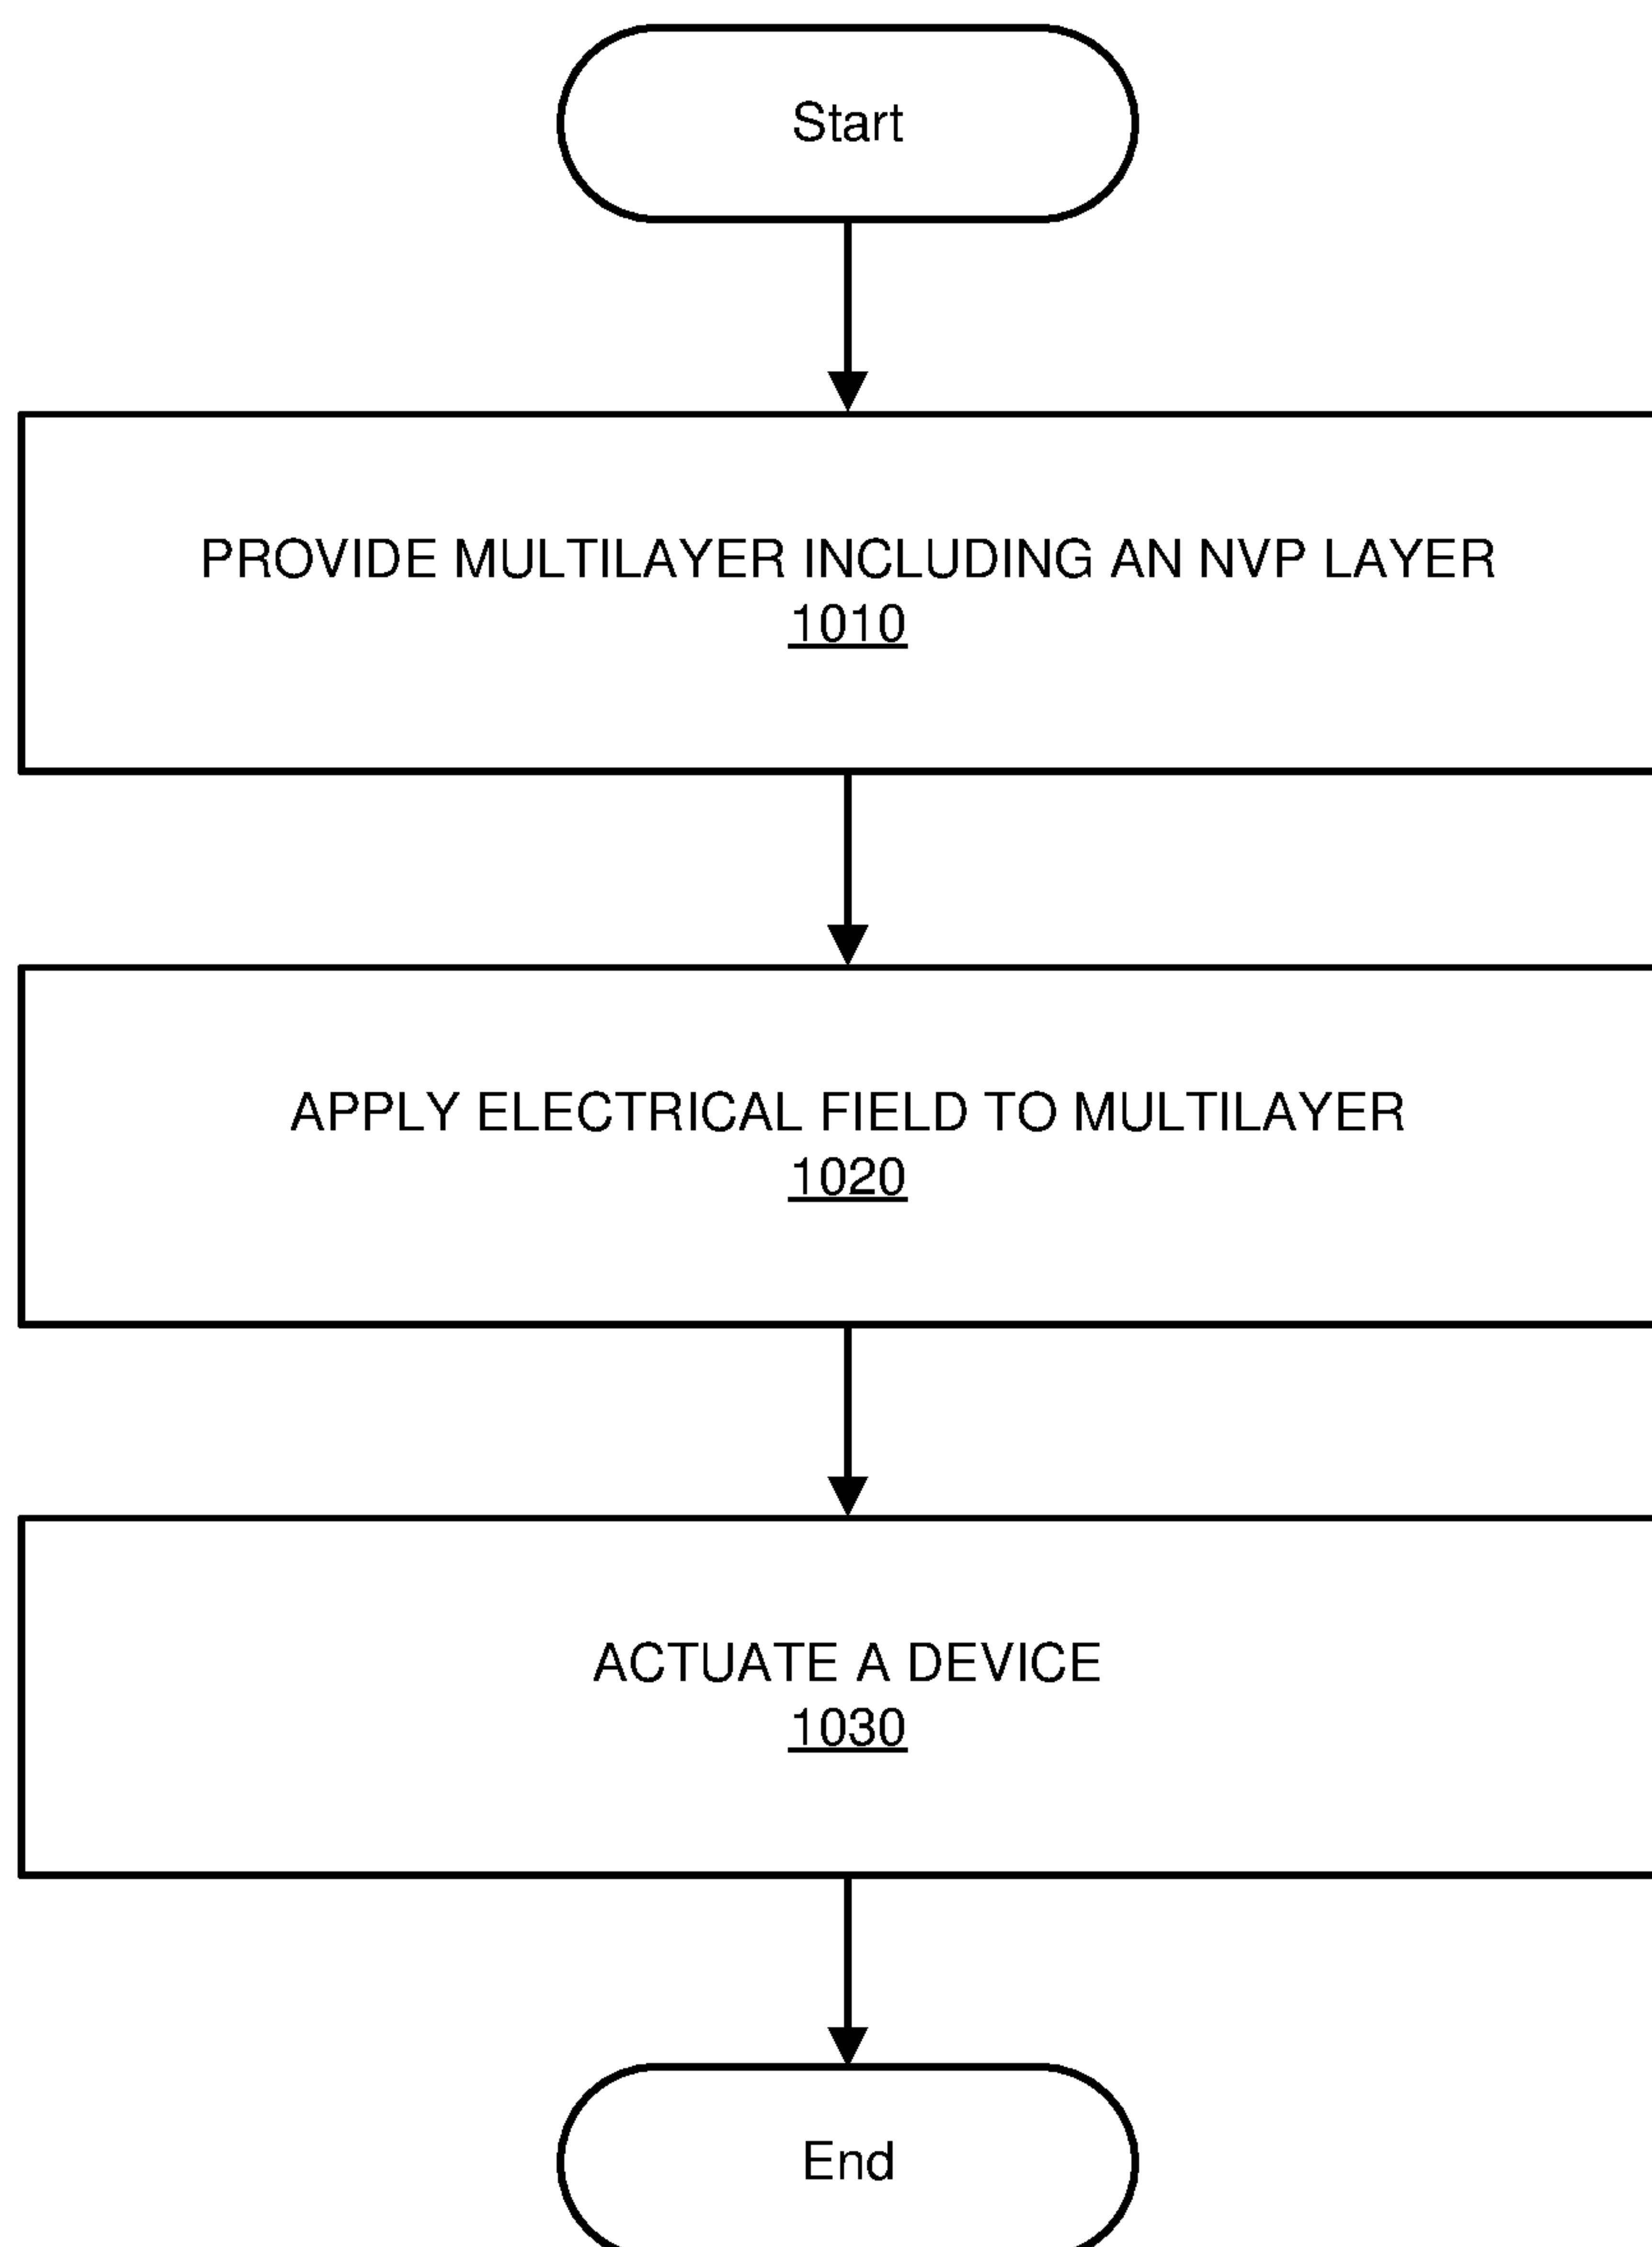 Start
PROVIDE MULTILAYER INCLUDING AN NVP LAYER
1010
APPLY ELECTRICAL FIELD TO MULTILAYER
1020
ACTUATE A DEVICE
1030
End